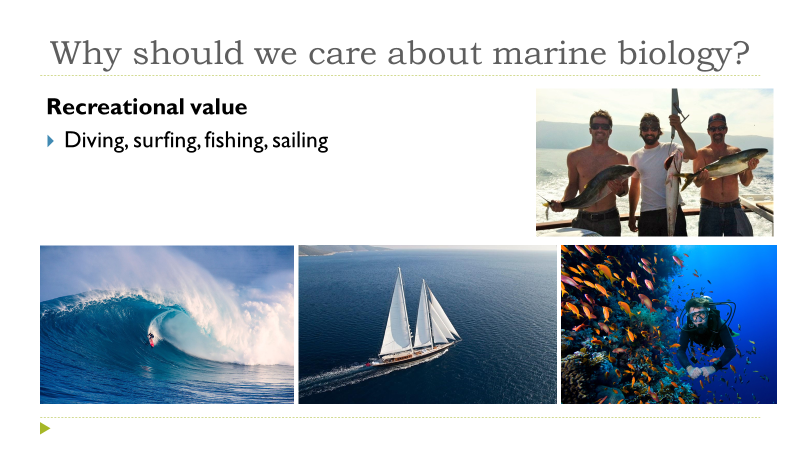 Why should we care about marine biology?
Recreational value
Diving, surfing, fishing, sailing